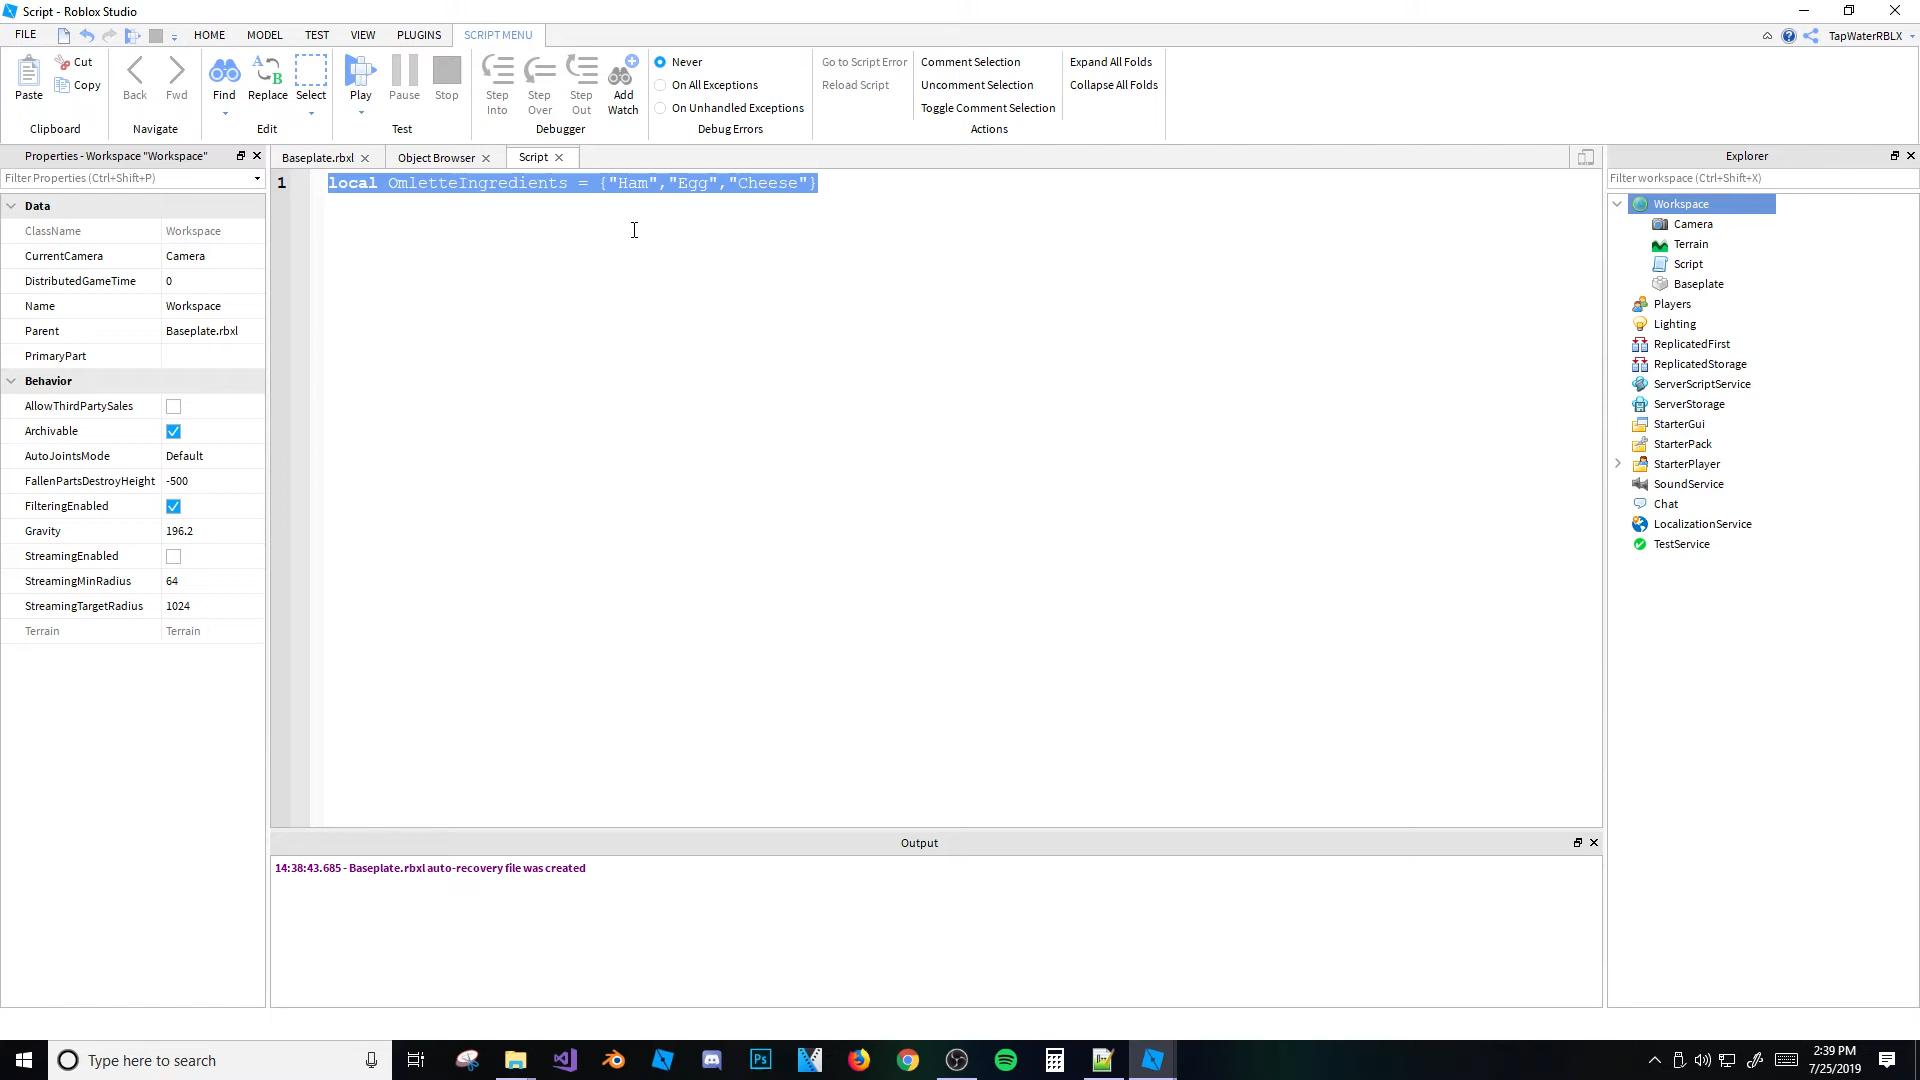 Script - Roblox Studio
FILE HOME MODEL TEST VIEW PLUGINS SCRIPT MENU TapWaterRBLX
Paste Cut Copy Back Fwd Find Replace Select Play Pause Stop Step Into Step Over Step Out Add Watch
Never
On All Exceptions
On Unhandled Exceptions
Go to Script Error
Reload Script
Comment Selection
Uncomment Selection
Toggle Comment Selection
Expand All Folds
Collapse All Folds
Clipboard Navigate Edit Test Debugger Debug Errors Actions
Properties - Workspace "Workspace"
Filter Properties (Ctrl+Shift+P)
Data
ClassName Workspace
CurrentCamera Camera
DistributedGameTime 0
Name Workspace
Parent Baseplate.rbxl
PrimaryPart
Behavior
AllowThirdPartySales
Archivable
AutoJointsMode Default
FallenPartsDestroyHeight -500
FilteringEnabled
Gravity 196.2
StreamingEnabled
StreamingMinRadius 64
StreamingTargetRadius 1024
Terrain Terrain
Baseplate.rbxl Object Browser Script
1 local OmletteIngredients = {"Ham","Egg","Cheese"}
Output
14:38:43.685 - Baseplate.rbxl auto-recovery file was created
Explorer
Filter workspace (Ctrl+Shift+X)
Workspace
Camera
Terrain
Script
Baseplate
Players
Lighting
ReplicatedFirst
ReplicatedStorage
ServerScriptService
ServerStorage
StarterGui
StarterPack
StarterPlayer
SoundService
Chat
LocalizationService
TestService
Type here to search
Ps
2:39 PM
7/25/2019